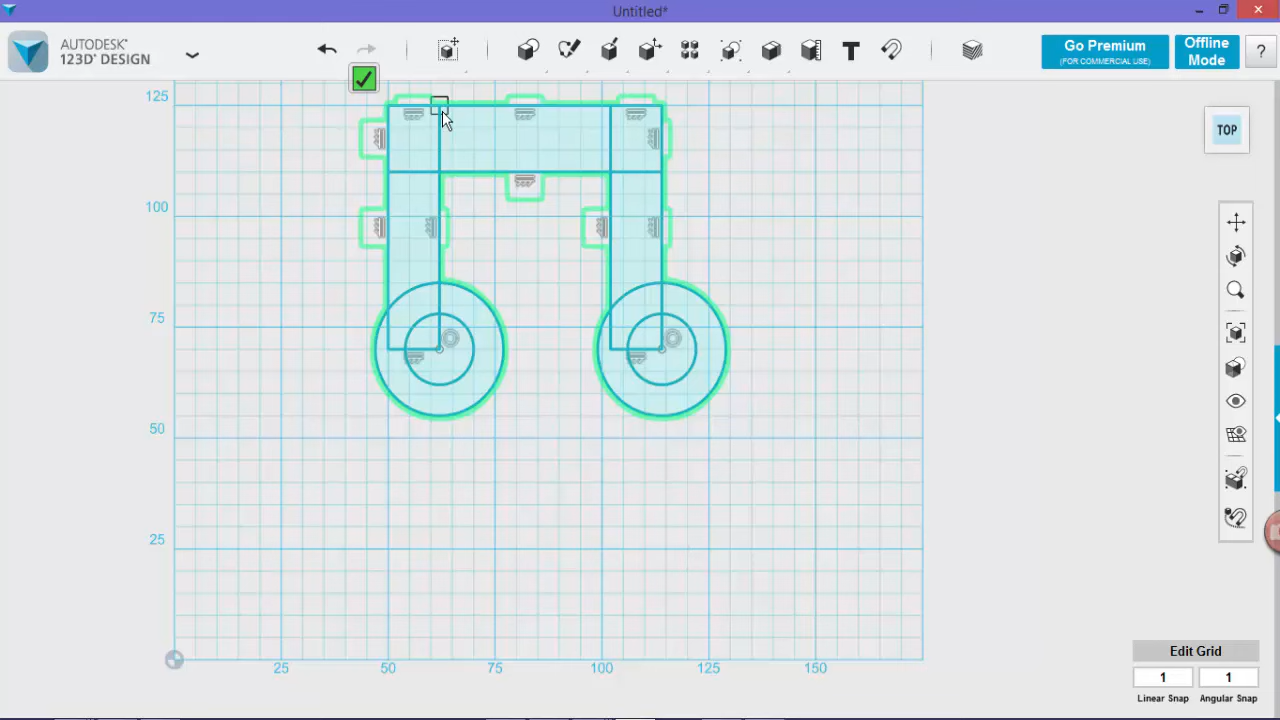 Untitled*
AUTODESK®
123D® DESIGN
T
Go Premium
(FOR COMMERCIAL USE)
Offline
Mode
?
TOP
125
100
75
50
25
25
50
75
100
125
150
Edit Grid
1
1
Linear Snap
Angular Snap